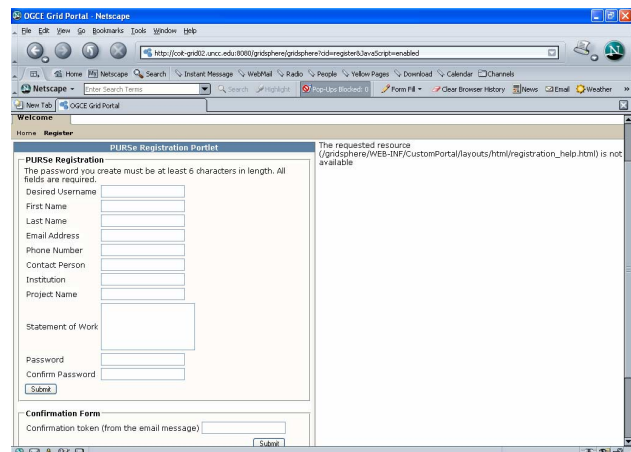 OGCE Grid Portal - Netscape
File Edit View Go Bookmarks Tools Window Help
http://coit-grid02.uncc.edu:8080/gridsphere/gridsphere?cid=register&JavaScript=enabled
Home Netscape Search Instant Message WebMail Radio People Yellow Pages Download Calendar Channels
Netscape Enter Search Terms Search Highlight Pop-Ups Blocked: 0 Form Fill Clear Browser History News Email Weather »
New Tab OGCE Grid Portal
Welcome
Home Register
PURSe Registration Portlet
PURSe Registration
The password you create must be at least 6 characters in length. All
fields are required.
Desired Username
First Name
Last Name
Email Address
Phone Number
Contact Person
Institution
Project Name
Statement of Work
Password
Confirm Password
Submit
Confirmation Form
Confirmation token (from the email message)
Submit
The requested resource
(/gridsphere/WEB-INF/CustomPortal/layouts/html/registration_help.html) is not
available